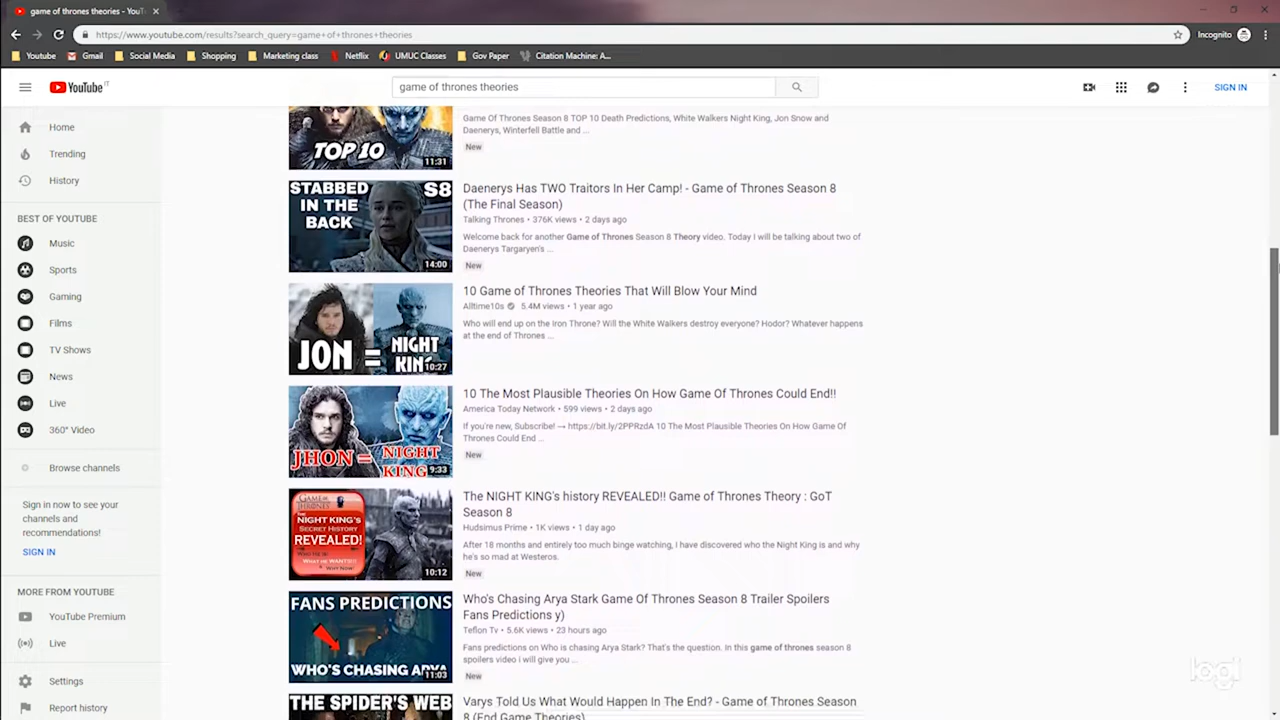 game of thrones theories - YouT
https://www.youtube.com/results?search_query=game+of+thrones+theories
Incognito
Youtube
Gmail
Social Media
Shopping
Marketing class
Netflix
UMUC Classes
Gov Paper
Citation Machine: A...
YouTube IT
game of thrones theories
SIGN IN
Home
Trending
History
BEST OF YOUTUBE
Music
Sports
Gaming
Films
TV Shows
News
Live
360° Video
Browse channels
Sign in now to see your
channels and
recommendations!
SIGN IN
MORE FROM YOUTUBE
YouTube Premium
Live
Settings
Report history
TOP 10
11:31
Game Of Thrones Season 8 TOP 10 Death Predictions, White Walkers Night King, Jon Snow and
Daenerys, Winterfell Battle and ...
New
STABBED S8
IN THE
BACK
14:00
Daenerys Has TWO Traitors In Her Camp! - Game of Thrones Season 8
(The Final Season)
Talking Thrones • 376K views • 2 days ago
Welcome back for another Game of Thrones Season 8 Theory video. Today I will be talking about two of
Daenerys Targaryen's ...
New
JON = NIGHT
KING
10:27
10 Game of Thrones Theories That Will Blow Your Mind
Alltime10s 5.4M views • 1 year ago
Who will end up on the Iron Throne? Will the White Walkers destroy everyone? Hodor? Whatever happens
at the end of Thrones ...
JHON = NIGHT
KING
9:33
10 The Most Plausible Theories On How Game Of Thrones Could End!!
America Today Network • 599 views • 2 days ago
If you're new, Subscribe! → https://bit.ly/2PPRzdA 10 The Most Plausible Theories On How Game Of
Thrones Could End ...
New
GAME OF
THRONES
THE
NIGHT KING'S
SECRET HISTORY
REVEALED!
WHO HE IS!
WHAT HE WANTS!!!
WHY NOW!
10:12
The NIGHT KING's history REVEALED!! Game of Thrones Theory : GoT
Season 8
Hudsimus Prime • 1K views • 1 day ago
After 18 months and entirely too much binge watching, I have discovered who the Night King is and why
he's so mad at Westeros.
New
FANS PREDICTIONS
WHO'S CHASING ARYA
11:03
Who's Chasing Arya Stark Game Of Thrones Season 8 Trailer Spoilers
Fans Predictions y)
Teflon Tv • 5.6K views • 23 hours ago
Fans predictions on Who is chasing Arya Stark? That's the question. In this game of thrones season 8
spoilers video i will give you ...
New
THE SPIDER'S WEB
Varys Told Us What Would Happen In The End? - Game of Thrones Season
8 (End Game Theories)
logi